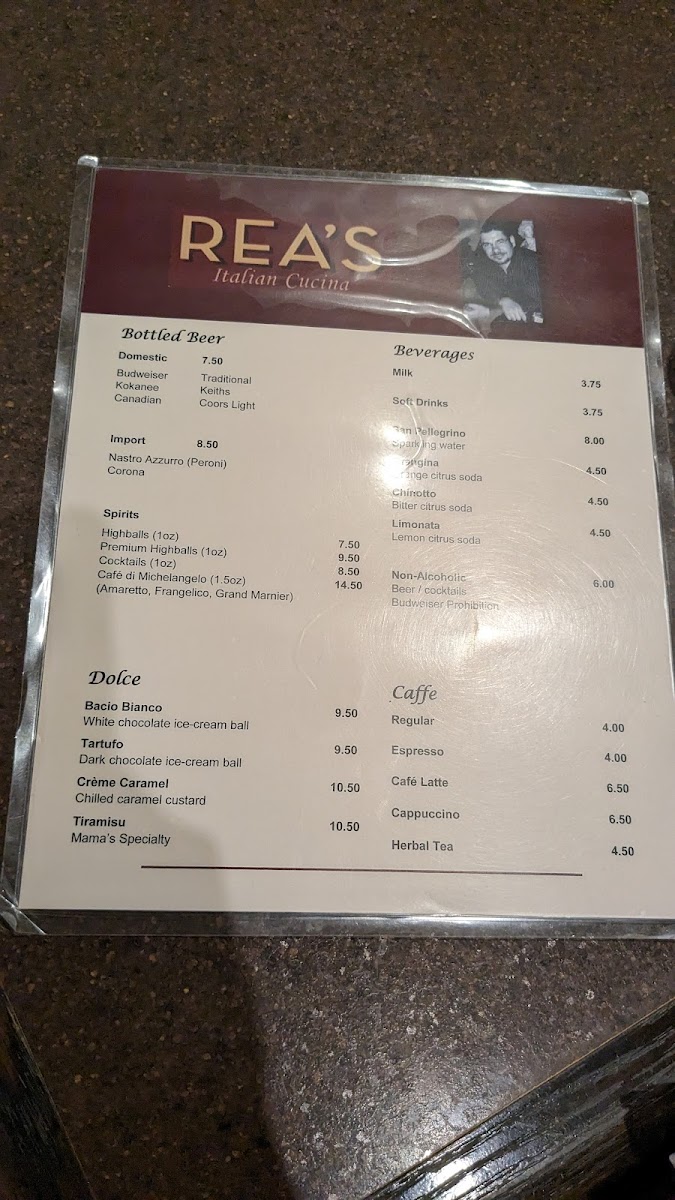 REA'S
Italian Cucina
Bottled Beer
Domestic 7.50
Budweiser Traditional
Kokanee Keiths
Canadian Coors Light
Import 8.50
Nastro Azzurro (Peroni)
Corona
Spirits
Highballs (1oz) 7.50
Premium Highballs (1oz) 9.50
Cocktails (1oz) 8.50
Café di Michelangelo (1.5oz) 14.50
(Amaretto, Frangelico, Grand Marnier)
Beverages
Milk 3.75
Soft Drinks 3.75
San Pellegrino 8.00
Sparkling water
4.50
citrus soda
Chinotto 4.50
Bitter citrus soda
Limonata 4.50
Lemon citrus soda
Non-Alcoholic 6.00
Beer / cocktails
Budweiser Prohibition
Dolce
Bacio Bianco 9.50
White chocolate ice-cream ball
Tartufo 9.50
Dark chocolate ice-cream ball
Crème Caramel 10.50
Chilled caramel custard
Tiramisu 10.50
Mama's Specialty
Caffe
Regular 4.00
Espresso 4.00
Café Latte 6.50
Cappuccino 6.50
Herbal Tea 4.50